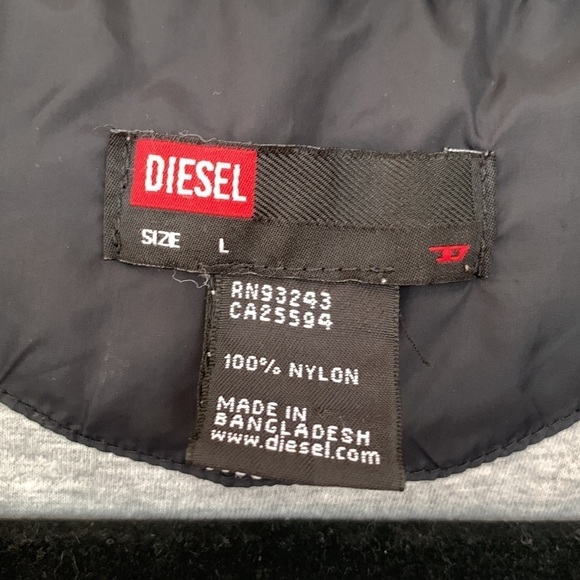 DIESEL
SIZE L
RN93243
CA25594
100% NYLON
MADE IN
BANGLADESH
www.diesel.com